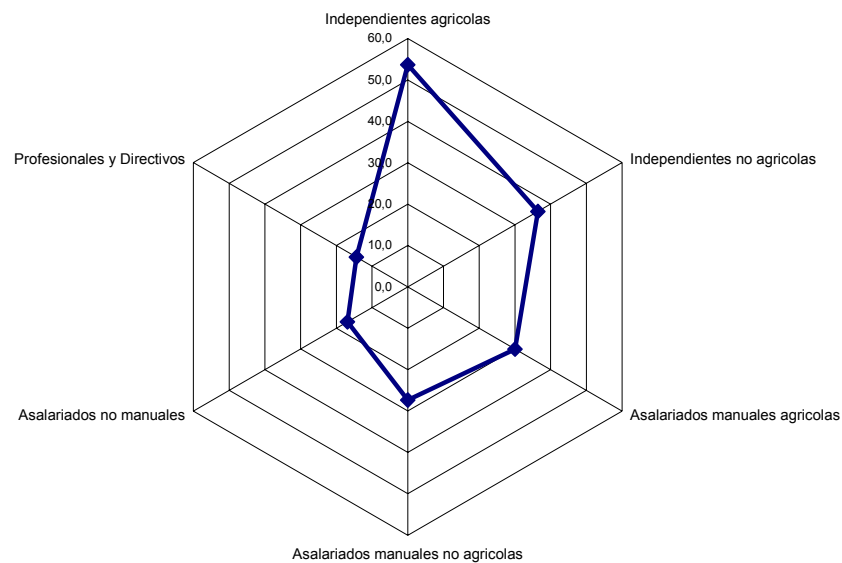 Independientes agricolas
60,0
50,0
40,0
Profesionales y Directivos
30,0
Independientes no agricolas
20,0
10,0
0,0
Asalariados no manuales
Asalariados manuales agricolas
Asalariados manuales no agricolas